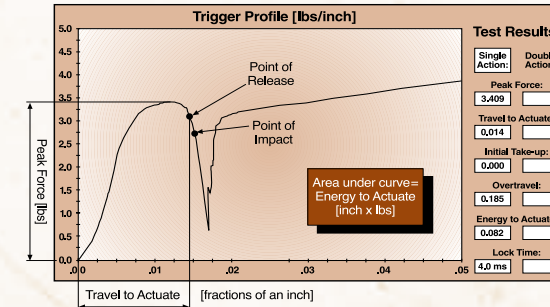 Trigger Profile [lbs/inch]
5.0
4.5
4.0
3.5
3.0
2.5
2.0
1.5
1.0
0.5
0.0
Peak Force [lbs]
Point of
Release
Point of
Impact
Area under curve=
Energy to Actuate
[inch x lbs]
.0
.01
.02
.03
.04
.05
Travel to Actuate
[fractions of an inch]
Test Results
Single
Action:
Doubl
Action
Peak Force:
3.409
Travel to Actuate
0.014
Initial Take-up:
0.000
Overtravel:
0.185
Energy to Actuate
0.082
Lock Time:
4.0 ms